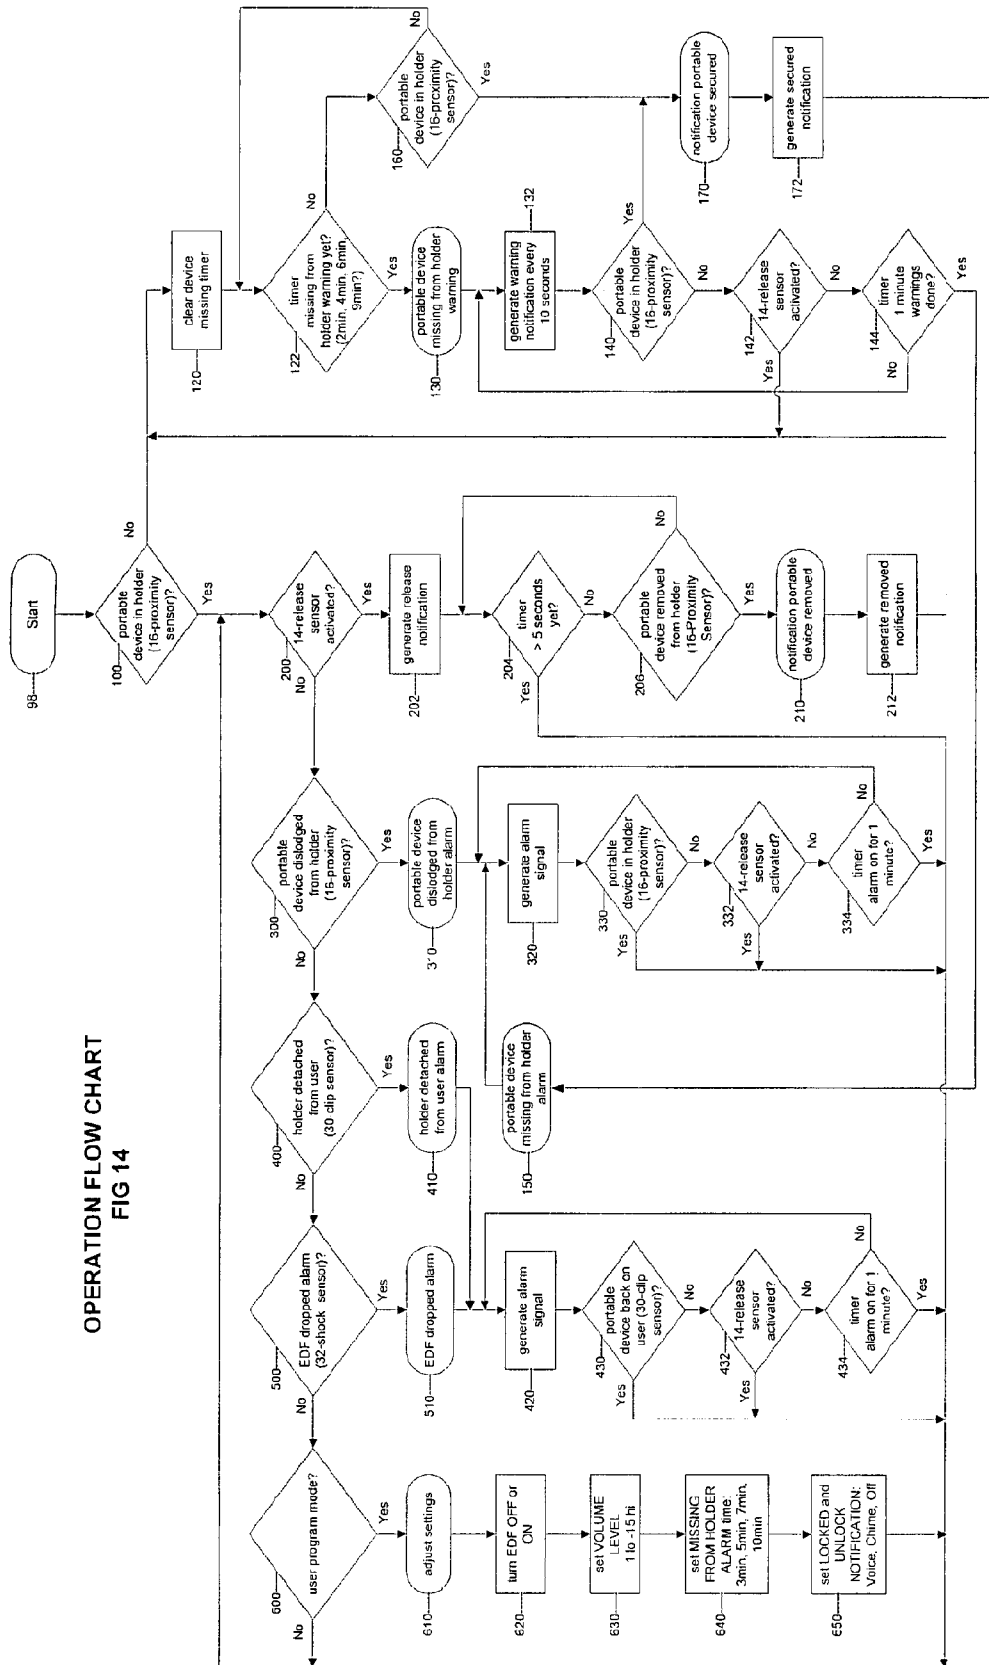 OPERATION FLOW CHART
FIG 14
Start
98
portable
device in holder
(16-proximity
sensor)?
100
No
Yes
clear device
missing timer
120
timer
missing from
holder warning yet?
(2min, 4min, 6min,
9min?)
122
No
Yes
portable
device in holder
(16-proximity
sensor)?
160
No
Yes
portable device
missing from holder
warning
130
generate warning
notification every
10 seconds
132
portable
device in holder
(16-proximity
sensor)?
140
Yes
No
14-release
sensor
activated?
142
Yes
No
timer
1 minute
warnings
done?
144
No
Yes
notification portable
device secured
170
generate secured
notification
172
14-release
sensor
activated?
200
No
Yes
generate release
notification
202
timer
> 5 seconds
yet?
204
Yes
No
portable
device removed
from holder
(16-Proximity
Sensor)?
206
No
Yes
notification portable
device removed
210
generate removed
notification
212
portable
device dislodged
from holder
(16-proximity
sensor)?
300
No
Yes
portable device
dislodged from
holder alarm
310
generate alarm
signal
320
portable
device in holder
(16-proximity
sensor)?
330
Yes
No
14-release
sensor
activated?
332
Yes
No
timer
alarm on for 1
minute?
334
No
Yes
holder detached
from user
(30 clip sensor)?
400
No
Yes
holder detached
from user alarm
410
portable device
missing from holder
alarm
150
EDF dropped alarm
(32-shock sensor)?
500
No
Yes
EDF dropped alarm
510
generate alarm
signal
420
portable
device back on
user (30-clip
sensor)?
430
Yes
No
14-release
sensor
activated?
432
Yes
No
timer
alarm on for 1
minute?
434
No
Yes
user program mode?
600
No
Yes
adjust settings
610
turn EDF OFF or
ON
620
set VOLUME
LEVEL
1 lo -15 hi
630
set MISSING
FROM HOLDER
ALARM time:
3min, 5min, 7min,
10min
640
set LOCKED and
UNLOCK
NOTIFICATION:
Voice, Chime, Off
650